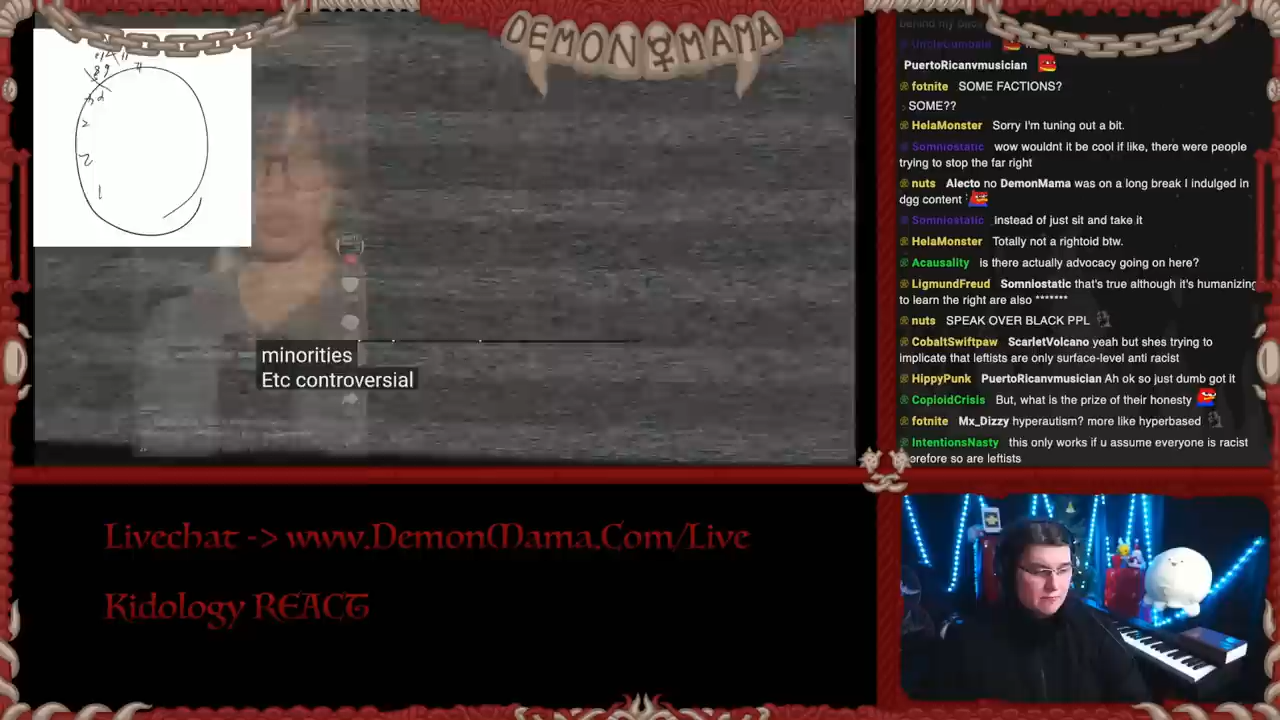 DEMON MAMA
PuertoRicanvmusician
fotnite SOME FACTIONS?
SOME??
HelaMonster Sorry I'm tuning out a bit.
Somniostatic wow wouldnt it be cool if like, there were people
trying to stop the far right
nuts Alecto no DemonMama was on a long break I indulged in
dgg content
Somniostatic instead of just sit and take it
HelaMonster Totally not a rightoid btw.
Acausality is there actually advocacy going on here?
LigmundFreud Somniostatic that's true although it's humanizing
to learn the right are also *******
nuts SPEAK OVER BLACK PPL
CobaltSwiftpaw ScarletVolcano yeah but shes trying to
implicate that leftists are only surface-level anti racist
HippyPunk PuertoRicanvmusician Ah ok so just dumb got it
CopioidCrisis But, what is the prize of their honesty
fotnite Mx_Dizzy hyperautism? more like hyperbased
IntentionsNasty this only works if u assume everyone is racist
erefore so are leftists
minorities
Etc controversial
Livechat -> www.DemonMama.Com/Live
Kidology REACT